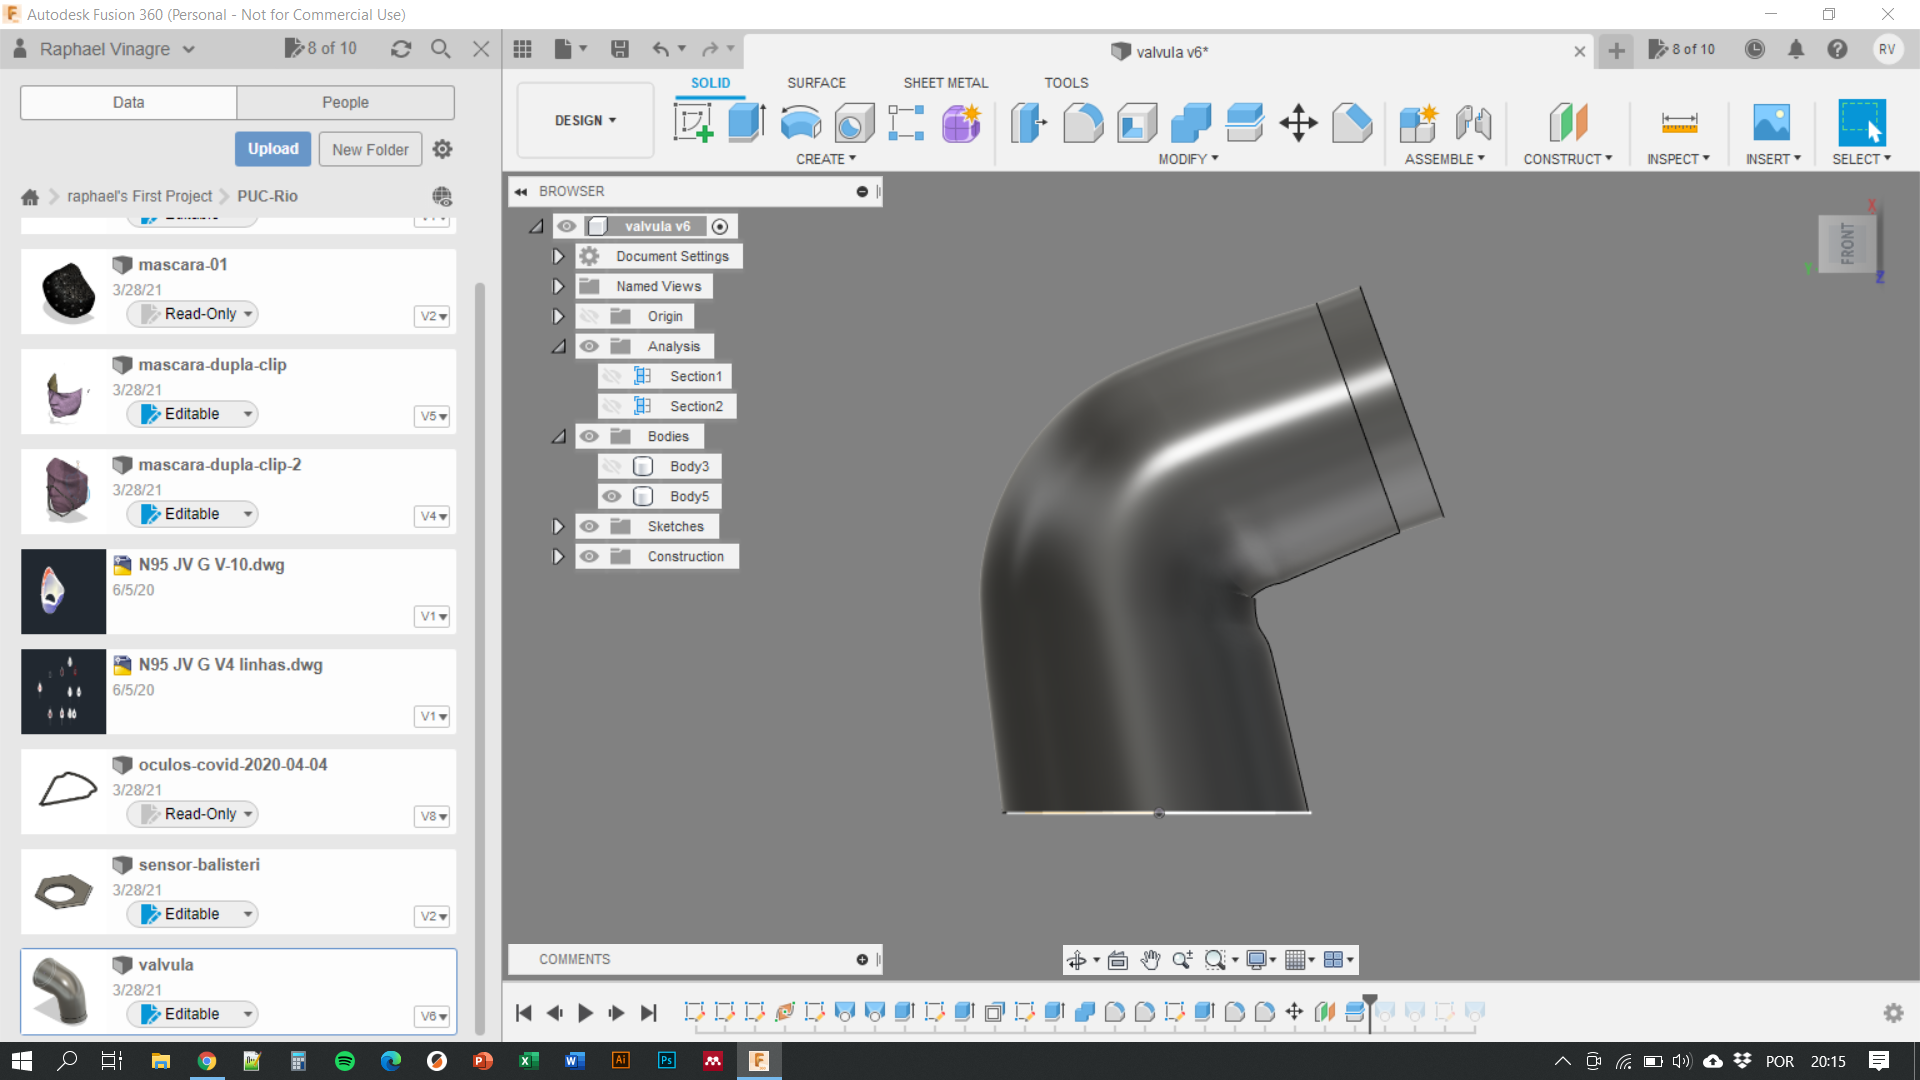 Autodesk Fusion 360 (Personal - Not for Commercial Use)
Raphael Vinagre
8 of 10
valvula v6*
8 of 10
RV
Data
People
SOLID
SURFACE
SHEET METAL
TOOLS
Upload
New Folder
DESIGN
CREATE
MODIFY
ASSEMBLE
CONSTRUCT
INSPECT
INSERT
SELECT
raphael's First Project
PUC-Rio
BROWSER
valvula v6
Document Settings
Named Views
Origin
Analysis
Section1
Section2
Bodies
Body3
Body5
Sketches
Construction
X
FRONT
Y
Z
mascara-01
3/28/21
Read-Only
V2
mascara-dupla-clip
3/28/21
Editable
V5
mascara-dupla-clip-2
3/28/21
Editable
V4
N95 JV G V-10.dwg
6/5/20
V1
N95 JV G V4 linhas.dwg
6/5/20
V1
oculos-covid-2020-04-04
3/28/21
Read-Only
V8
sensor-balisteri
3/28/21
Editable
V2
valvula
3/28/21
Editable
V6
COMMENTS
POR
20:15